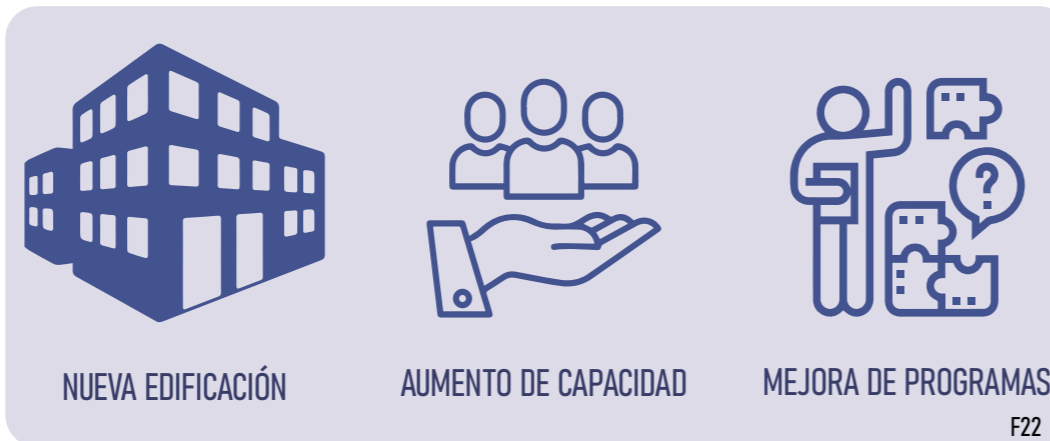 NUEVA EDIFICACIÓN
AUMENTO DE CAPACIDAD
MEJORA DE PROGRAMAS
?
F22